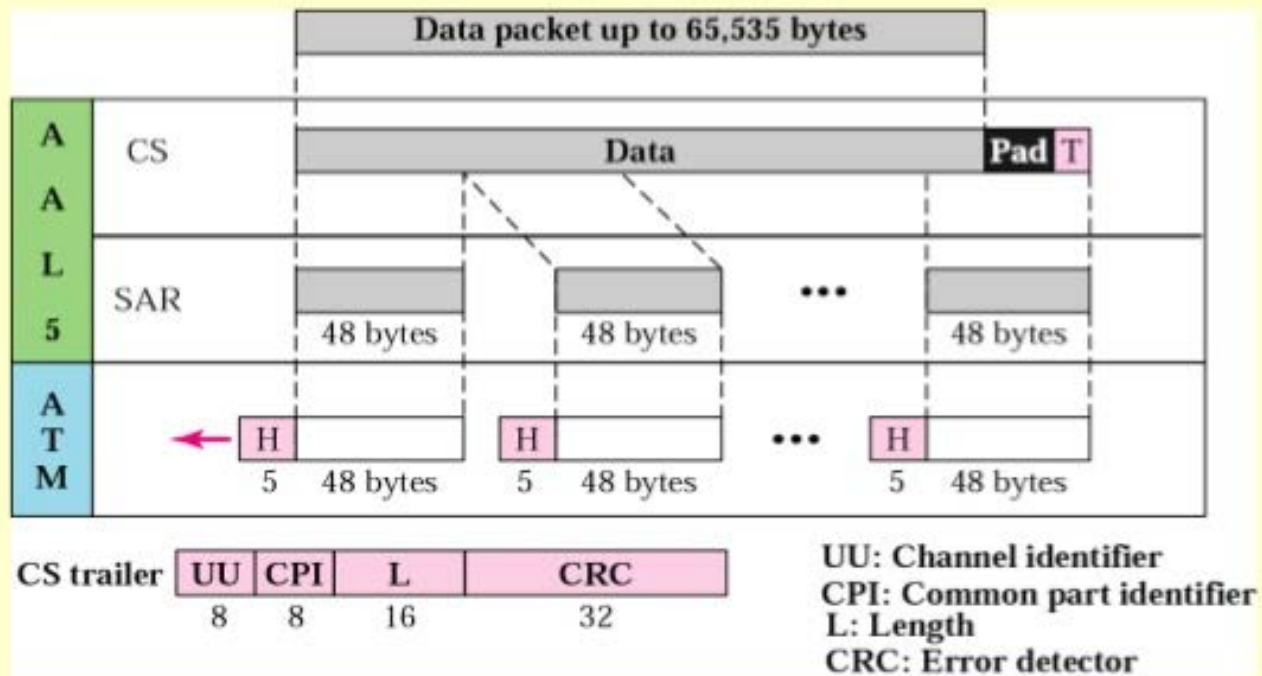 Data packet up to 65,535 bytes
A
A
L
5
CS
Data
Pad
T
SAR
...
48 bytes
48 bytes
48 bytes
A
T
M
H
H
...
H
5
48 bytes
5
48 bytes
5
48 bytes
CS trailer
UU
CPI
L
CRC
8
8
16
32
UU: Channel identifier
CPI: Common part identifier
L: Length
CRC: Error detector